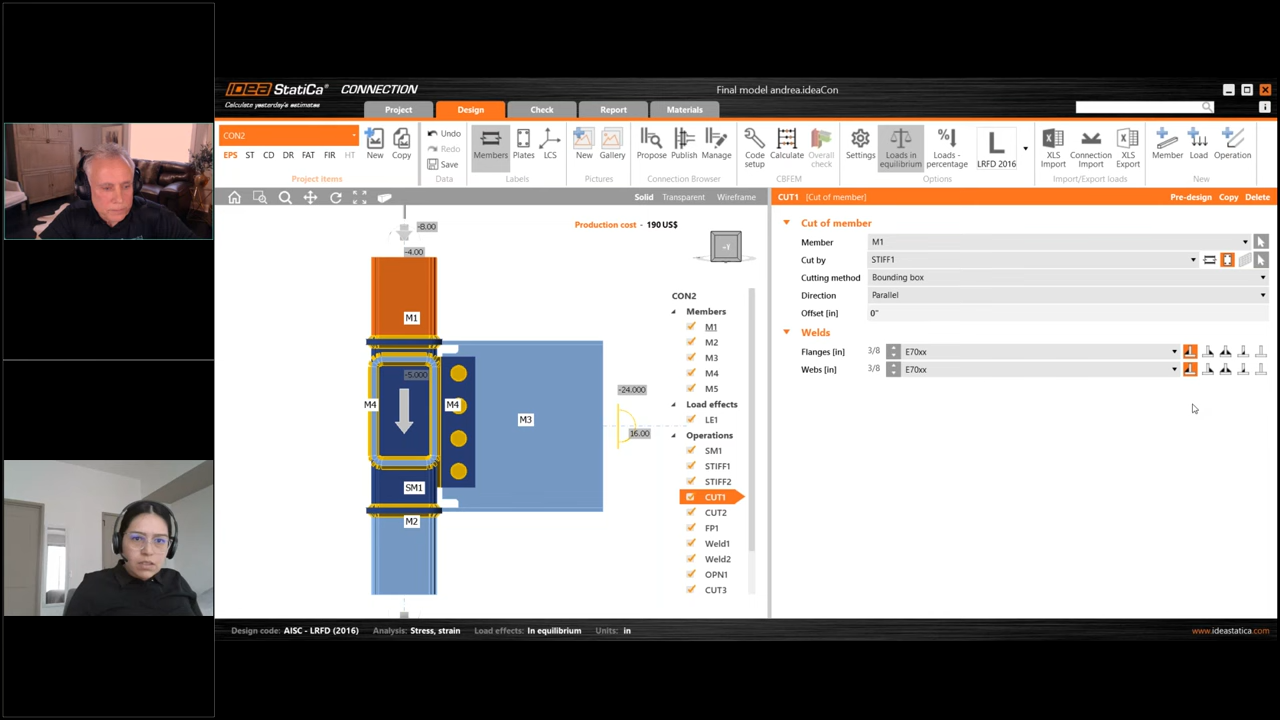 IDEA StatiCa® CONNECTION
Calculate yesterday's estimates
Final model andrea.ideaCon
Project
Design
Check
Report
Materials
CON2
EPS ST CD DR FAT FIR HT
Project items
New
Copy
Undo
Redo
Save
Data
Members
Plates
LCS
Labels
New
Gallery
Pictures
Propose
Publish
Manage
Connection Browser
Code setup
Calculate
Overall check
CBFEM
Settings
Loads in equilibrium
Loads - percentage
L
LRFD 2016
Options
XLS Import
Connection Import
XLS Export
Import/Export loads
Member
Load
Operation
New
Solid
Transparent
Wireframe
Production cost - 190 US$
-8.00
-4.00
M1
-5.000
M4
M4
M3
-24.000
16.00
SM1
M2
+Y
CON2
Members
M1
M2
M3
M4
M5
Load effects
LE1
Operations
SM1
STIFF1
STIFF2
CUT1
CUT2
FP1
Weld1
Weld2
OPN1
CUT3
CUT1 [Cut of member]
Pre-design
Copy
Delete
Cut of member
Member M1
Cut by STIFF1
Cutting method Bounding box
Direction Parallel
Offset [in] 0"
Welds
Flanges [in] 3/8 E70xx
Webs [in] 3/8 E70xx
Design code: AISC - LRFD (2016)
Analysis: Stress, strain
Load effects: In equilibrium
Units: in
www.ideastatica.com